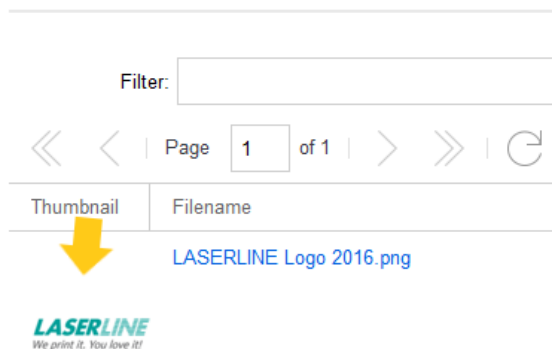 Filter:
Page 1 of 1
Thumbnail Filename
LASERLINE Logo 2016.png
LASERLINE
We print it. You love it!